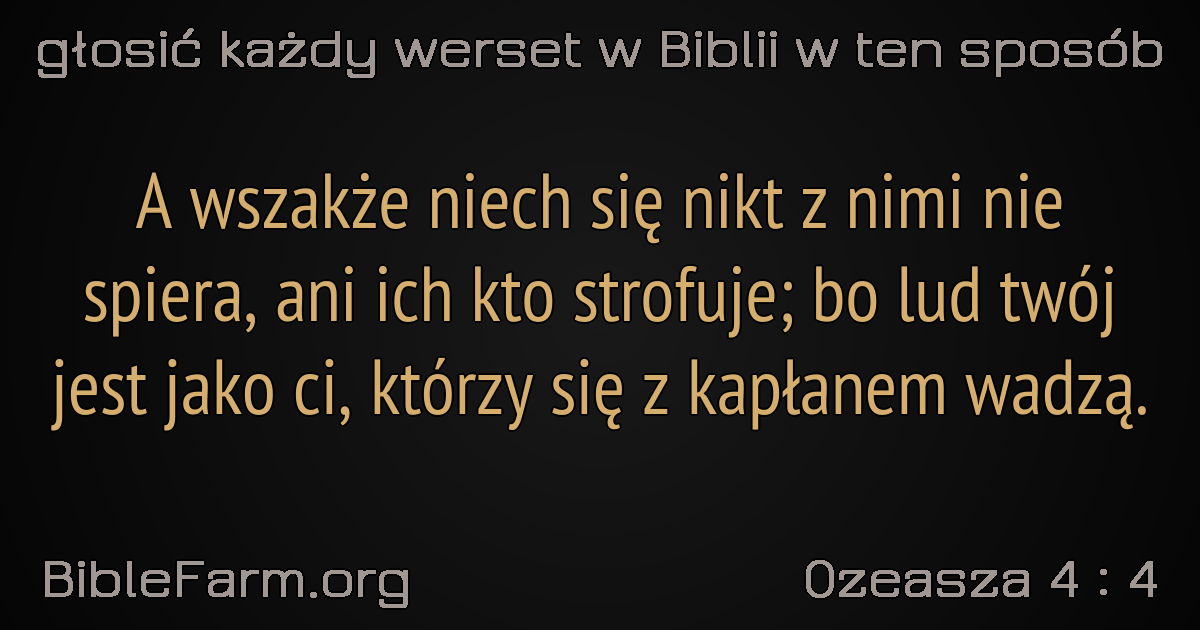 głosić każdy werset w Biblii w ten sposób
A wszakże niech się nikt z nimi nie
spiera, ani ich kto strofuje; bo lud twój
jest jako ci, którzy się z kapłanem wadzą.
BibleFarm.org
Ozeasza 4 : 4